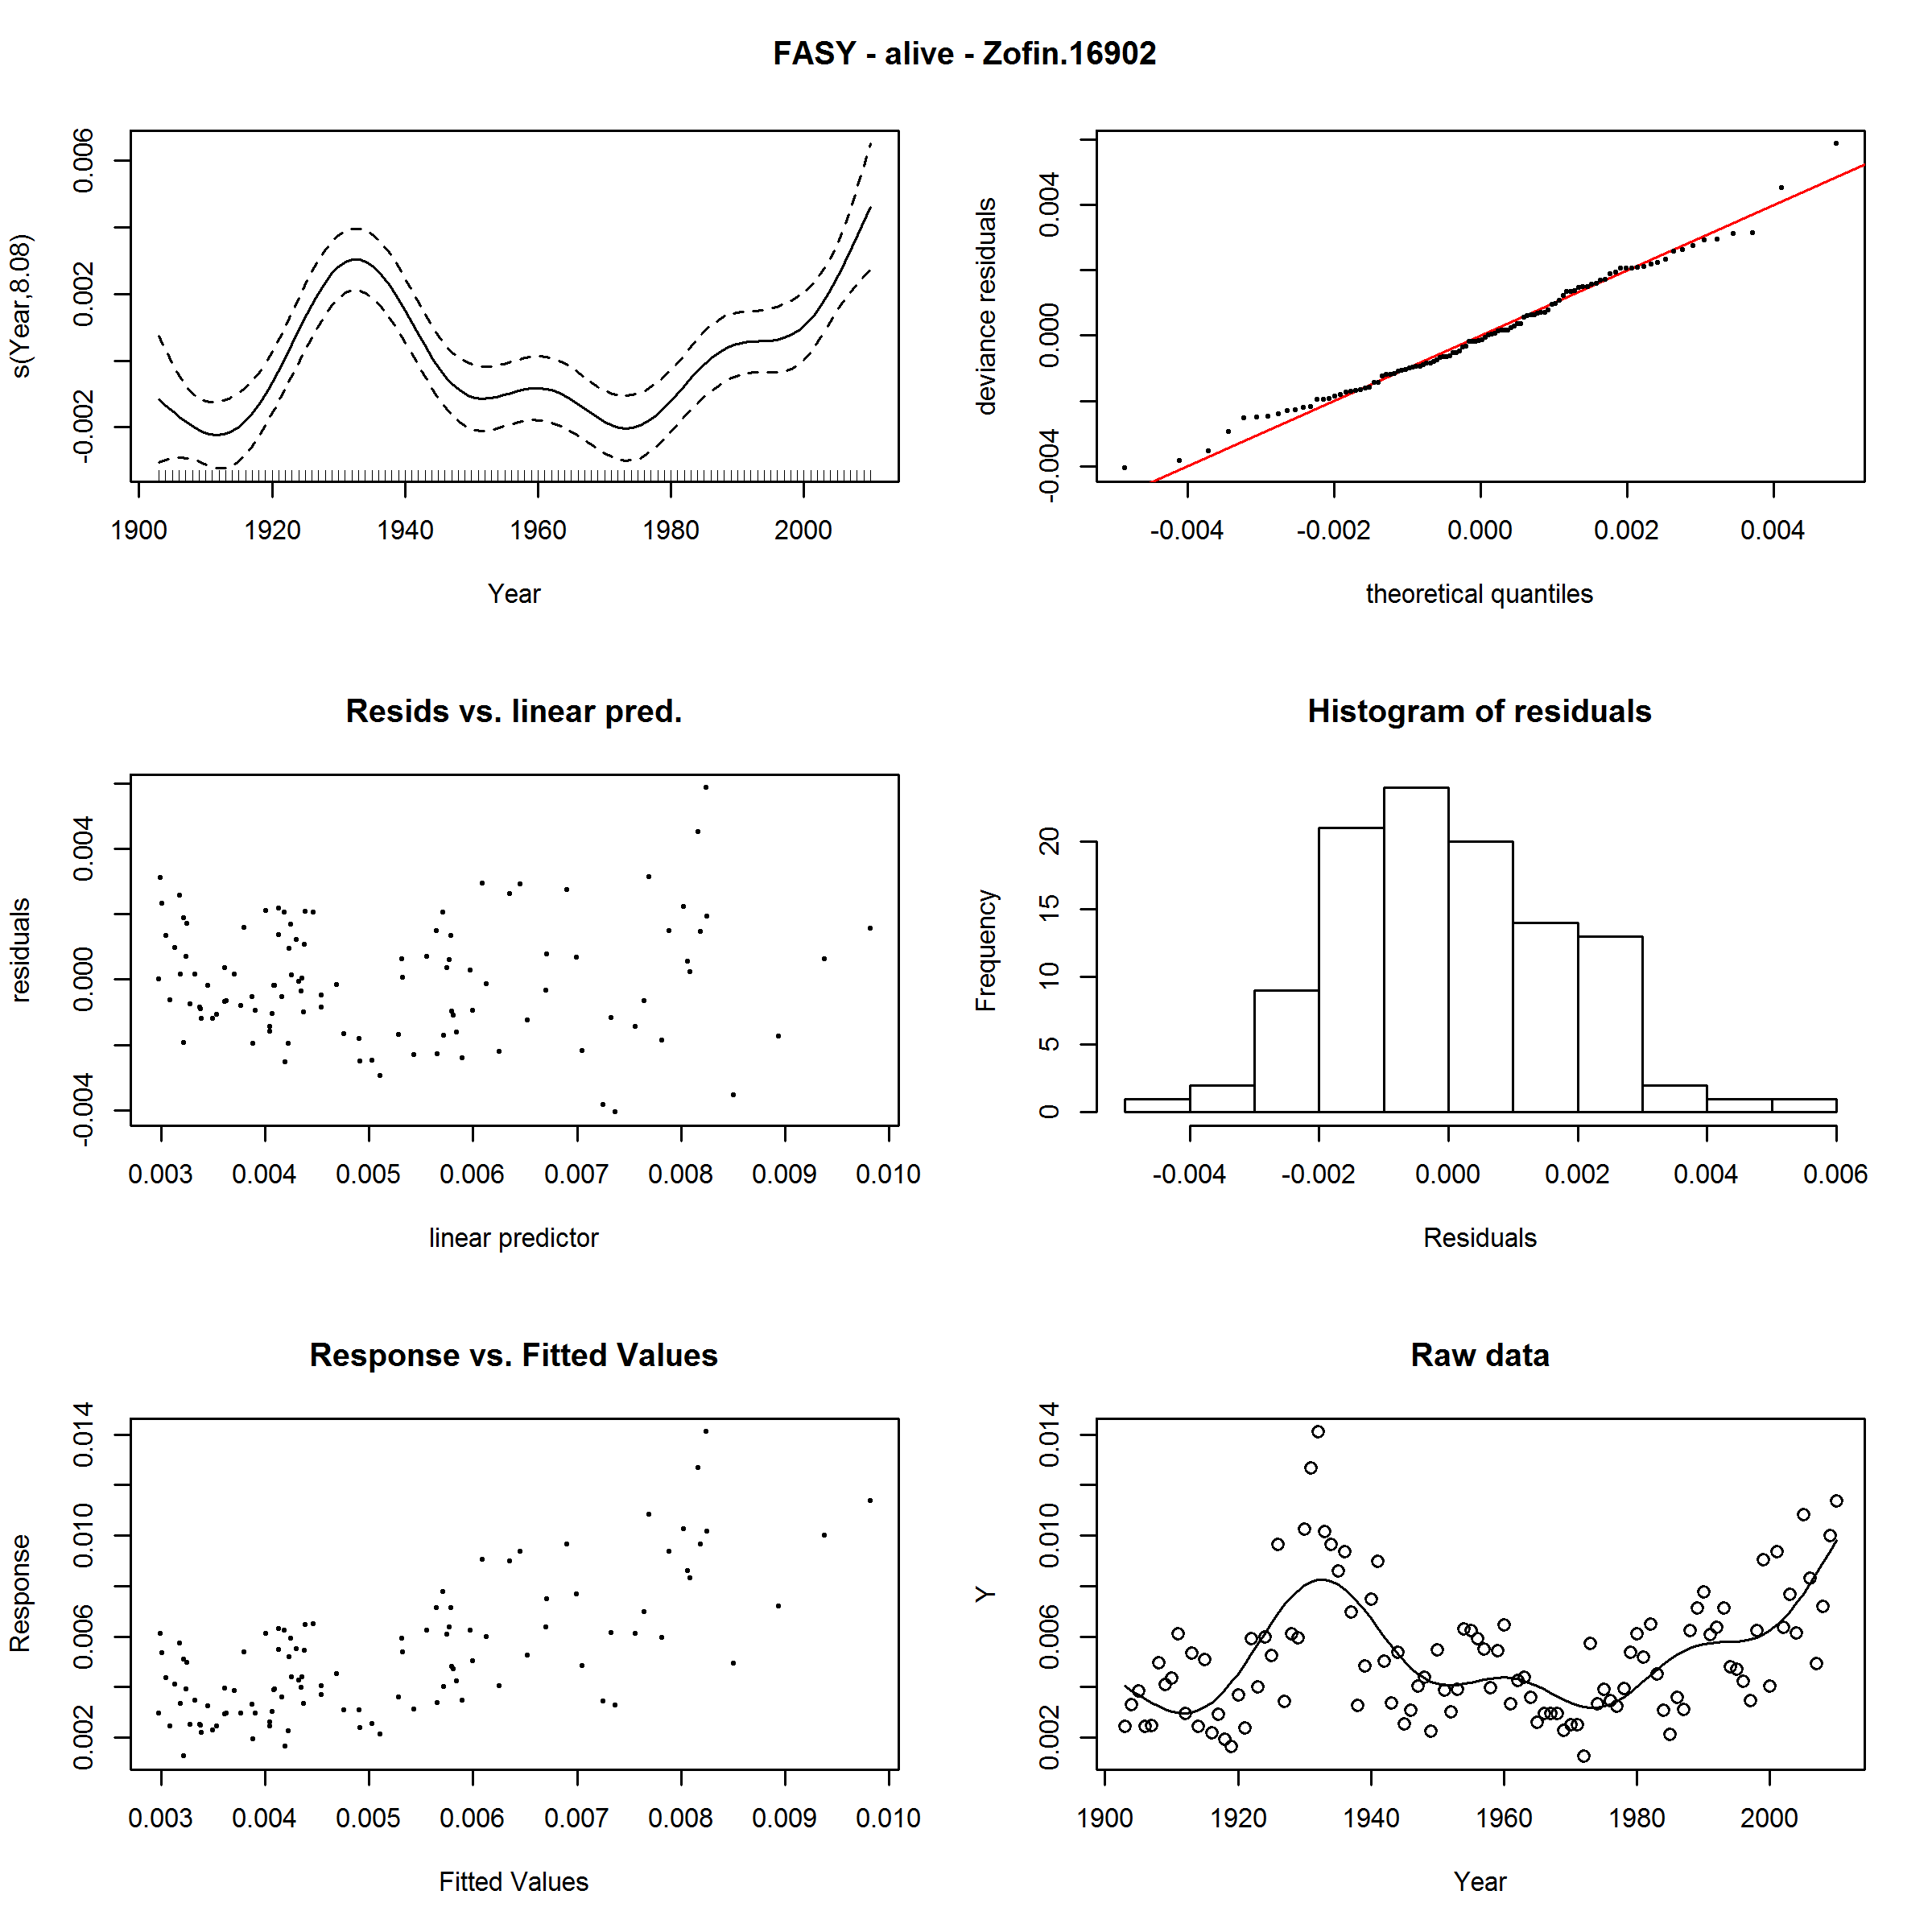 FASY - alive - Zofin.16902
s(Year,8.08)
-0.002 0.002 0.006
1900 1920 1940 1960 1980 2000
Year
deviance residuals
-0.004 0.000 0.004
-0.004 -0.002 0.000 0.002 0.004
theoretical quantiles
Resids vs. linear pred.
residuals
-0.004 0.000 0.004
0.003 0.004 0.005 0.006 0.007 0.008 0.009 0.010
linear predictor
Histogram of residuals
Frequency
0 5 10 15 20
-0.004 -0.002 0.000 0.002 0.004 0.006
Residuals
Response vs. Fitted Values
Response
0.002 0.006 0.010 0.014
0.003 0.004 0.005 0.006 0.007 0.008 0.009 0.010
Fitted Values
Raw data
Y
0.002 0.006 0.010 0.014
1900 1920 1940 1960 1980 2000
Year